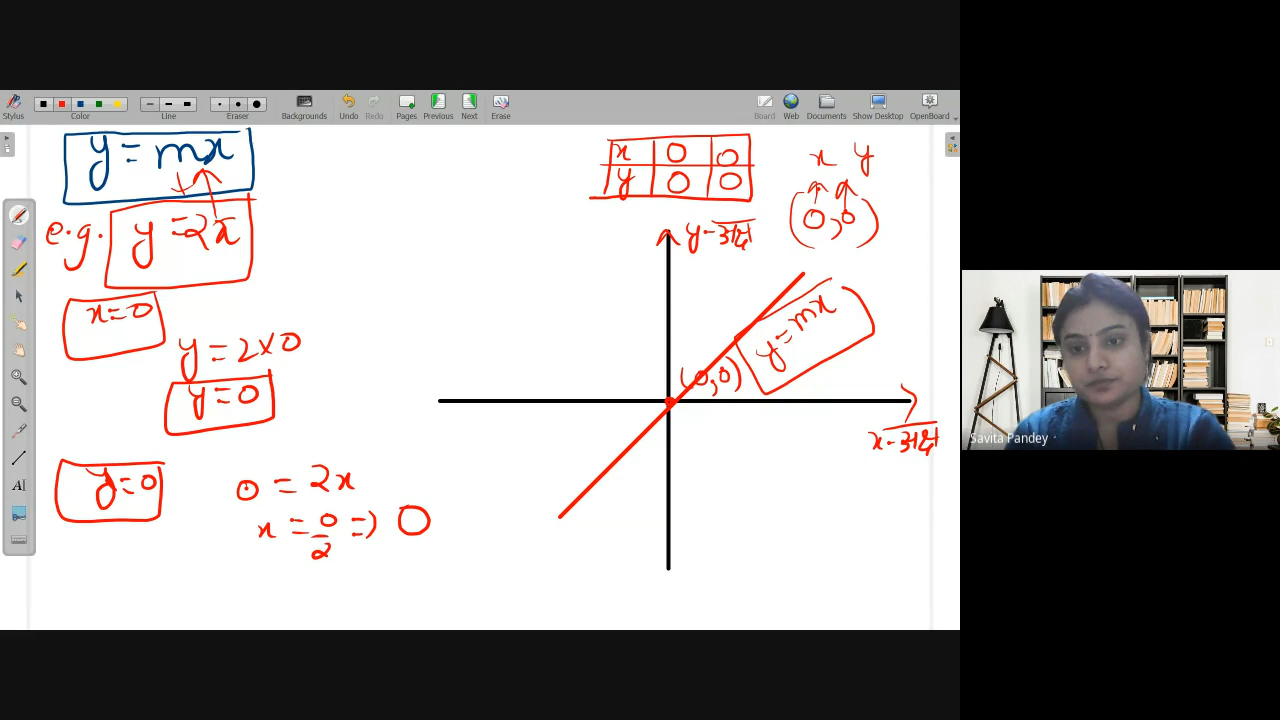 Stylus
Color
Line
Eraser
Backgrounds
Undo
Redo
Pages
Previous
Next
Erase
Board
Web
Documents
Show Desktop
OpenBoard
y = mx
e.g. y = 2x
x = 0
y = 2 x 0
y = 0
y = 0
0 = 2x
x = 0/2 => 0
x 0 0
y 0 0
x y
(0, 0)
y - अक्ष
y = mx
(0, 0)
x - अक्ष
Savita Pandey